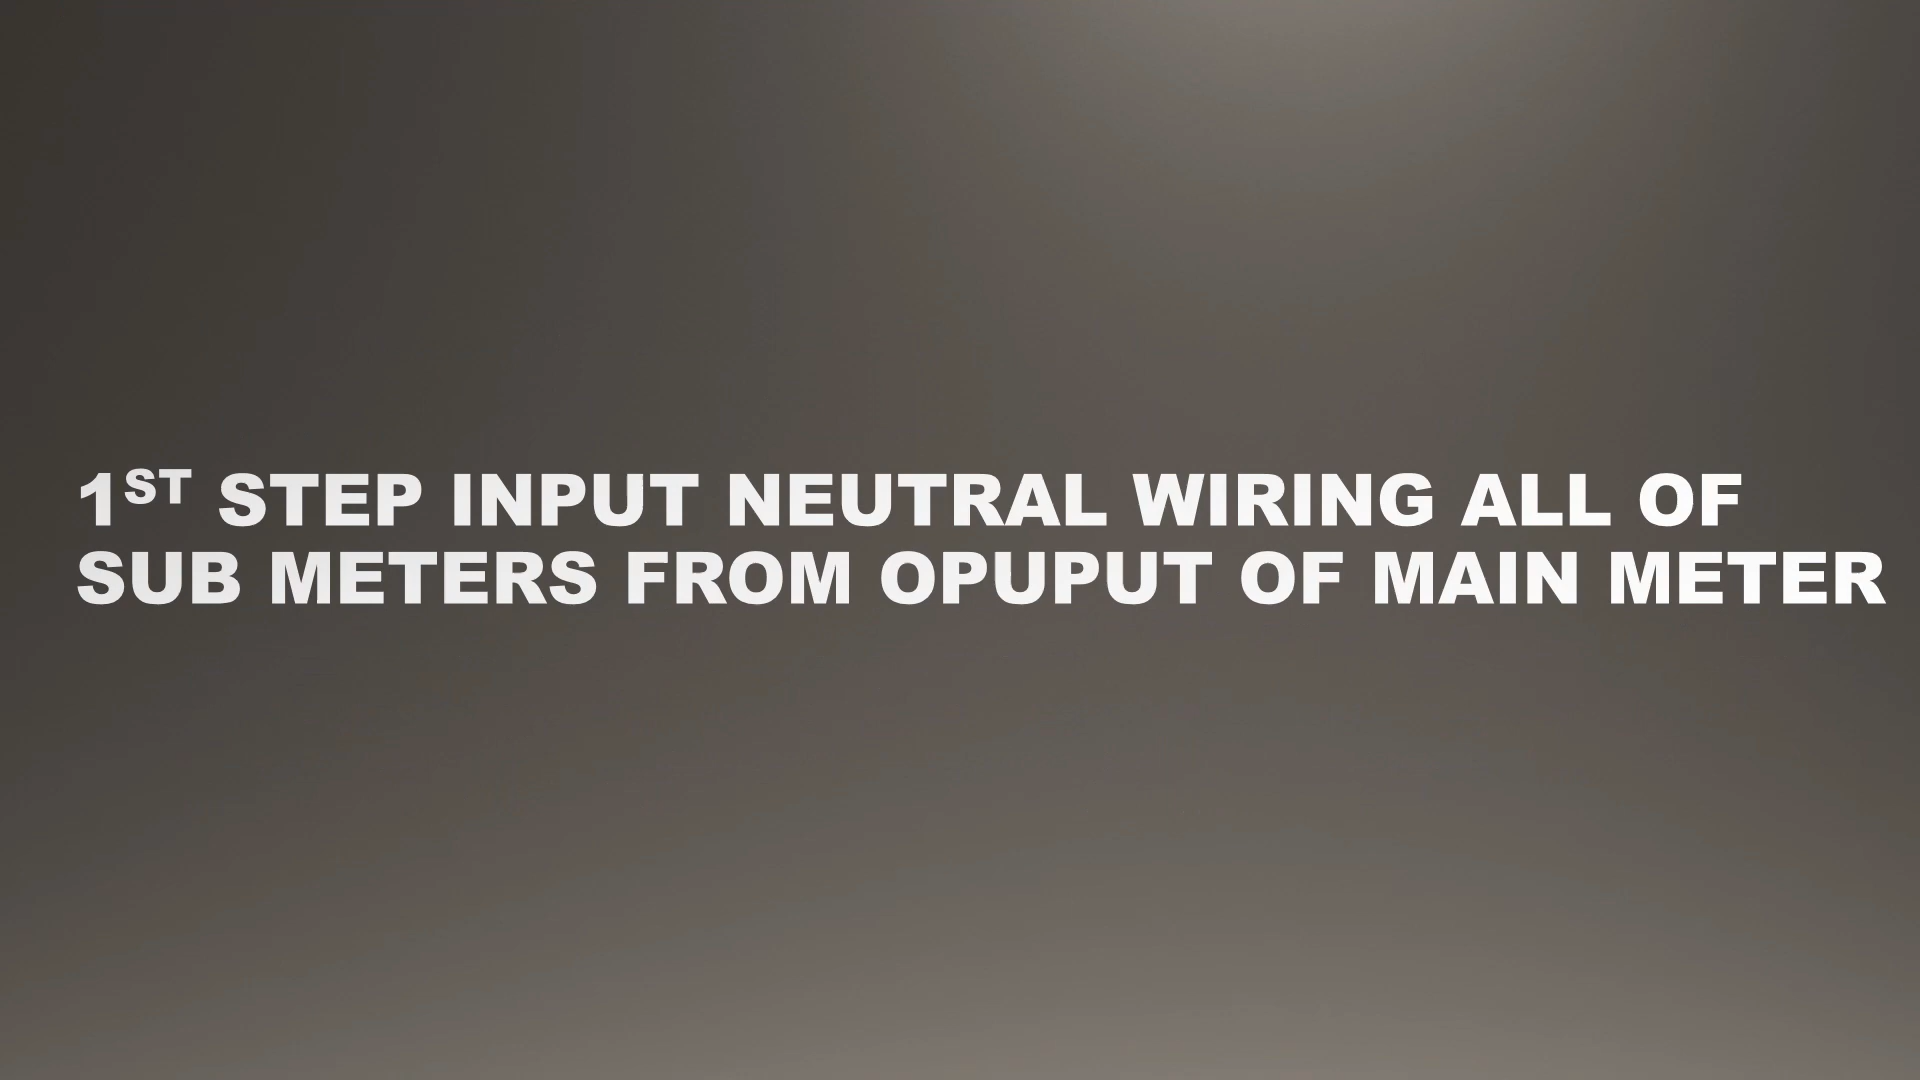 1ST STEP INPUT NEUTRAL WIRING ALL OF
SUB METERS FROM OPUPUT OF MAIN METER